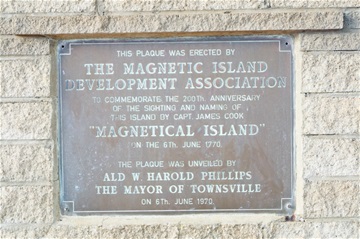 THIS PLAQUE WAS ERECTED BY
THE MAGNETIC ISLAND
DEVELOPMENT ASSOCIATION
TO COMMEMORATE THE 200TH. ANNIVERSARY
OF THE SIGHTING AND NAMING OF
THIS ISLAND BY CAPT. JAMES COOK
"MAGNETICAL ISLAND"
ON THE 6TH. JUNE 1770.
THE PLAQUE WAS UNVEILED BY
ALD W. HAROLD PHILLIPS
THE MAYOR OF TOWNSVILLE
ON 6TH. JUNE 1970.